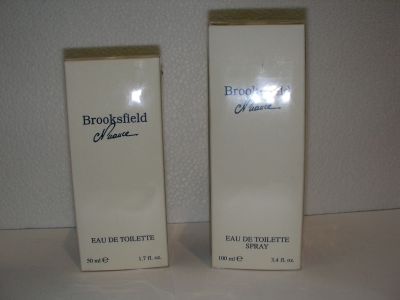 Brooksfield
Nuance
EAU DE TOILETTE
50 ml e 1,7 fl. oz.
Brooksfield
Nuance
EAU DE TOILETTE
SPRAY
100 ml e 3,4 fl. oz.